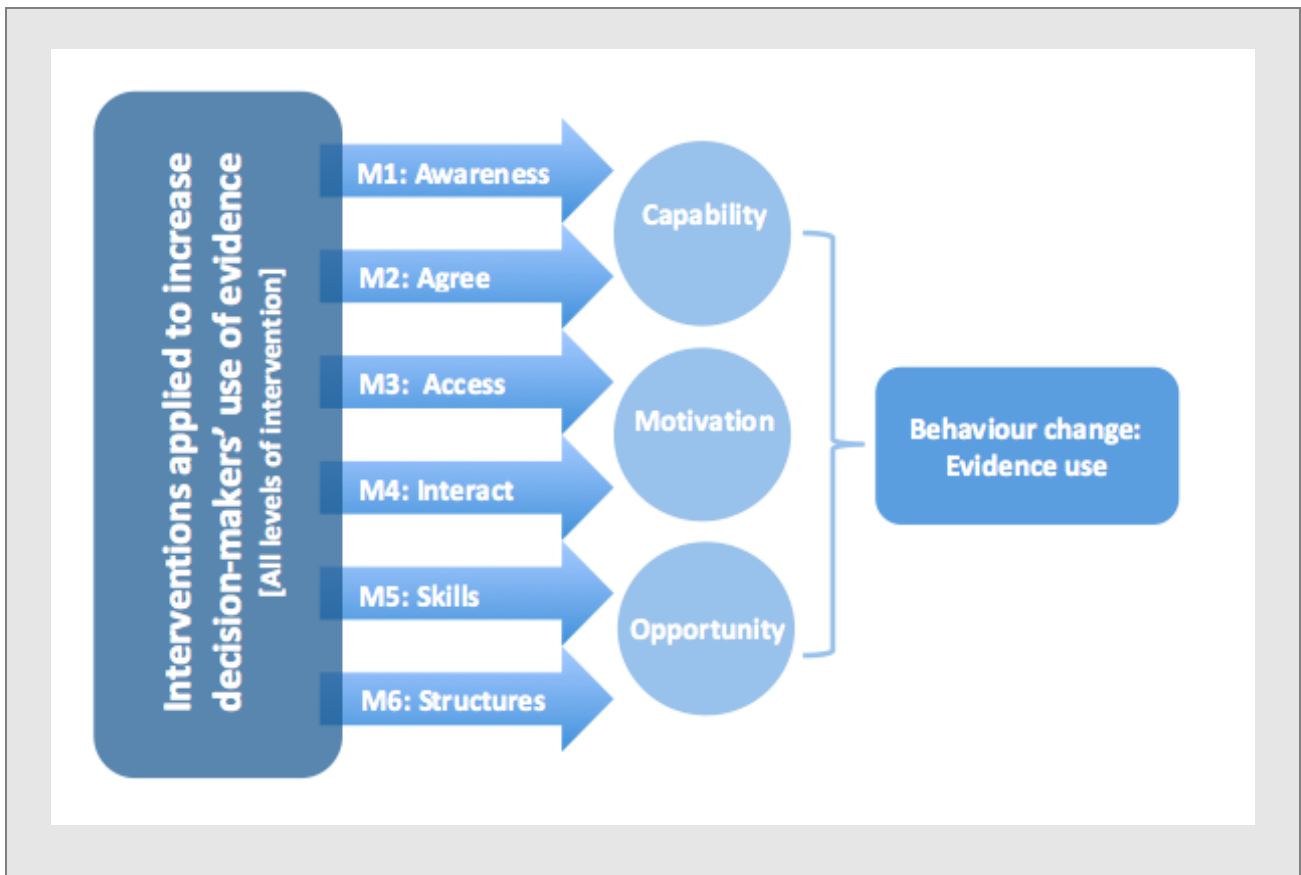 Interventions applied to increase
decision-makers' use of evidence
[All levels of intervention]
M1: Awareness
M2: Agree
M3: Access
M4: Interact
M5: Skills
M6: Structures
Capability
Motivation
Opportunity
Behaviour change:
Evidence use